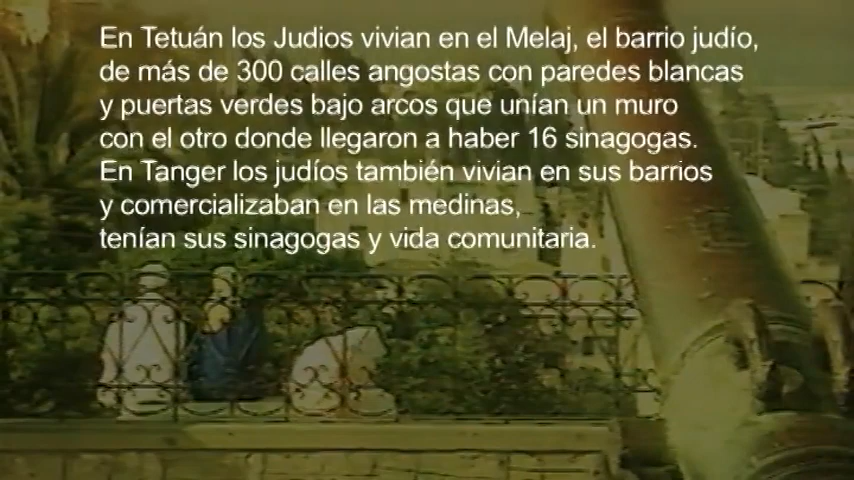 En Tetuán los Judios vivian en el Melaj, el barrio judío,
de más de 300 calles angostas con paredes blancas
y puertas verdes bajo arcos que unían un muro
con el otro donde llegaron a haber 16 sinagogas.
En Tanger los judíos también vivian en sus barrios
y comercializaban en las medinas,
tenían sus sinagogas y vida comunitaria.